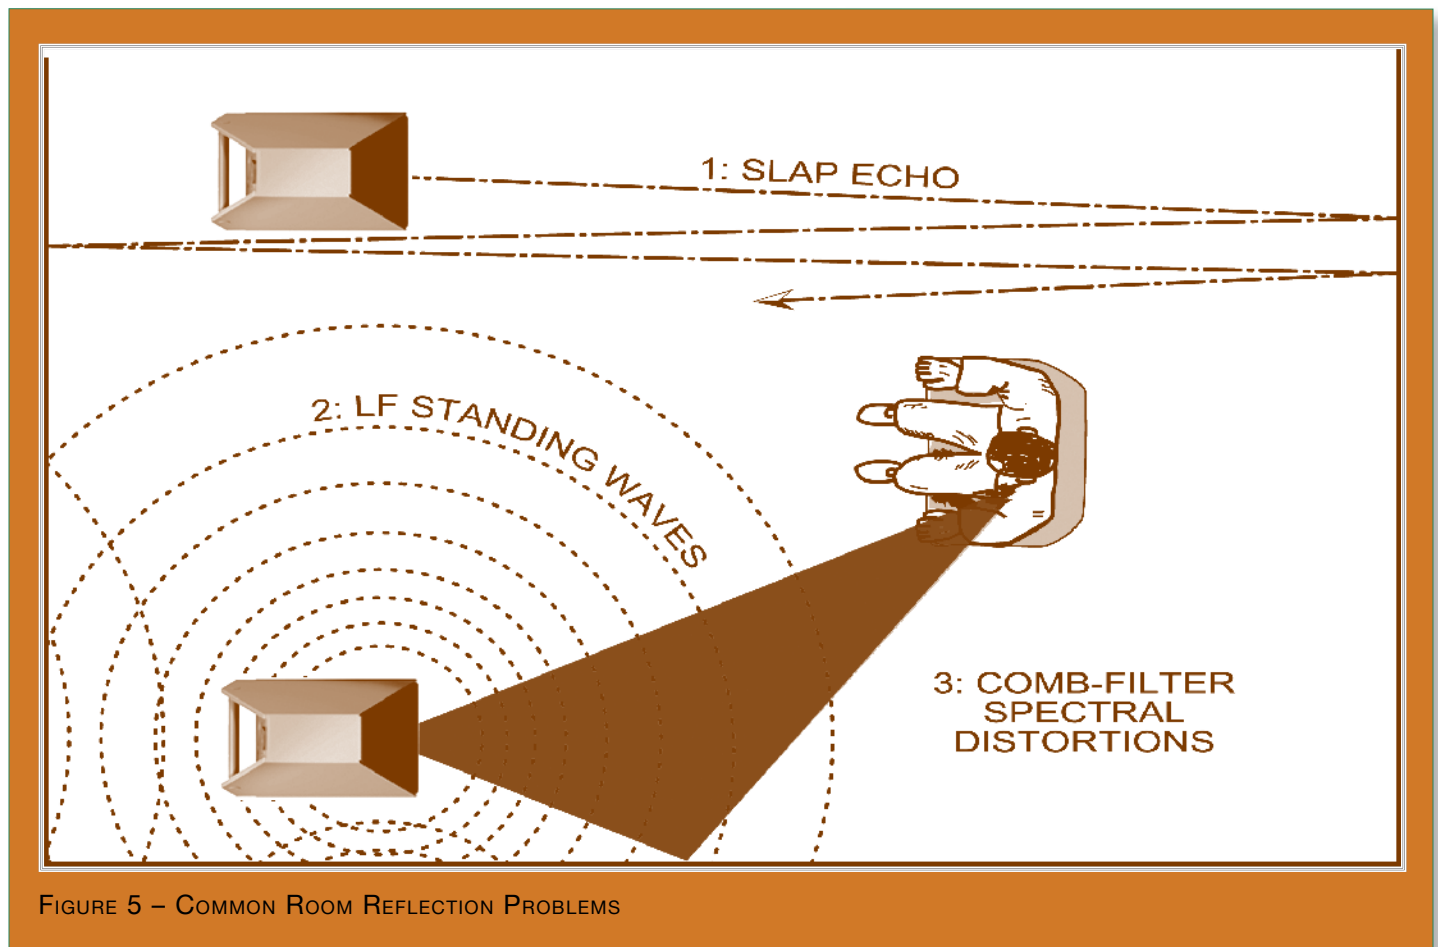 1: SLAP ECHO
2: LF STANDING WAVES
3: COMB-FILTER
SPECTRAL
DISTORTIONS
Figure 5 – Common Room Reflection Problems